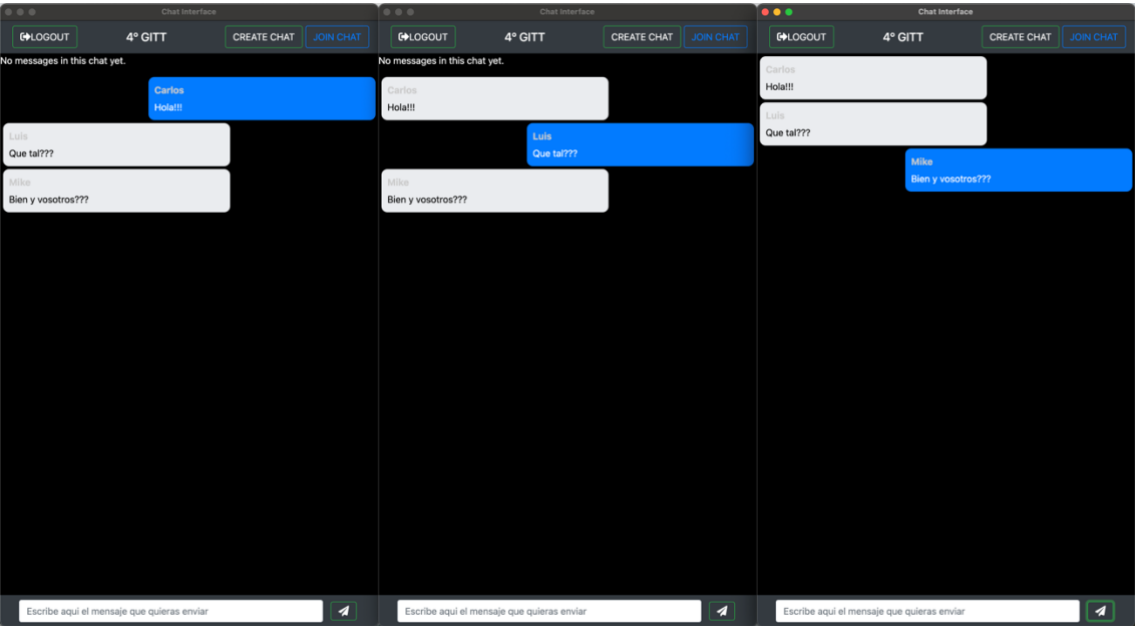 Chat Interface
LOGOUT 4º GITT CREATE CHAT JOIN CHAT
No messages in this chat yet.
Carlos
Hola!!!
Luis
Que tal???
Mike
Bien y vosotros???
Escribe aqui el mensaje que quieras enviar
Chat Interface
LOGOUT 4º GITT CREATE CHAT JOIN CHAT
No messages in this chat yet.
Carlos
Hola!!!
Luis
Que tal???
Mike
Bien y vosotros???
Escribe aqui el mensaje que quieras enviar
Chat Interface
LOGOUT 4º GITT CREATE CHAT JOIN CHAT
Carlos
Hola!!!
Luis
Que tal???
Mike
Bien y vosotros???
Escribe aqui el mensaje que quieras enviar